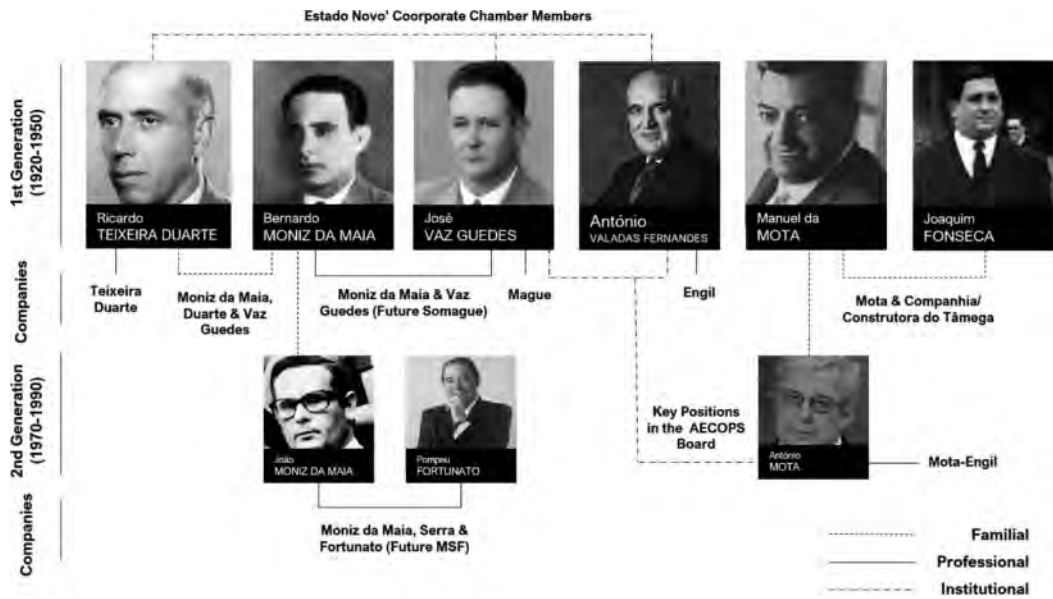 Estado Novo' Coorporate Chamber Members
1st Generation
(1920-1950)
Ricardo
TEIXEIRA DUARTE
Bernardo
MONIZ DA MAIA
José
VAZ GUEDES
António
VALADAS FERNANDES
Manuel da
MOTA
Joaquim
FONSECA
Companies
Teixeira
Duarte
Moniz da Maia,
Duarte & Vaz
Guedes
Moniz da Maia & Vaz
Guedes (Future Somague)
Mague
Engil
Mota & Companhia/
Construtora do Tâmega
2nd Generation
(1970-1990)
João
MONIZ DA MAIA
Pompeu
FORTUNATO
Key Positions
in the AECOPS
Board
António
MOTA
Mota-Engil
Companies
Moniz da Maia, Serra &
Fortunato (Future MSF)
Familial
Professional
Institutional